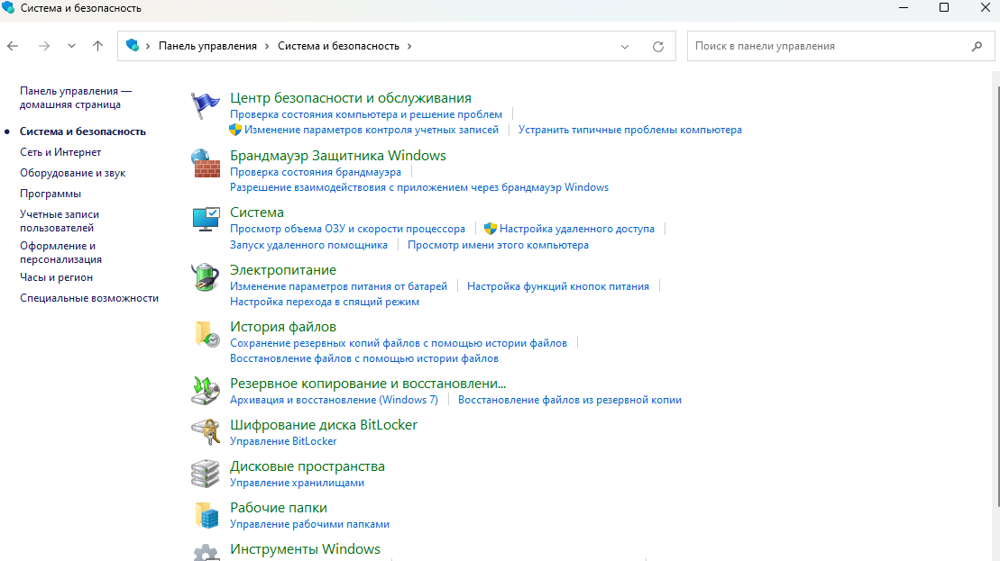 Система и безопасность
Панель управления
Система и безопасность
Поиск в панели управления
Панель управления —
домашняя страница
Система и безопасность
Сеть и Интернет
Оборудование и звук
Программы
Учетные записи
пользователей
Оформление и
персонализация
Часы и регион
Специальные возможности
Центр безопасности и обслуживания
Проверка состояния компьютера и решение проблем
Изменение параметров контроля учетных записей
Устранить типичные проблемы компьютера
Брандмауэр Защитника Windows
Проверка состояния брандмауэра
Разрешение взаимодействовия с приложением через брандмауэр Windows
Система
Просмотр объема ОЗУ и скорости процессора
Настройка удаленного доступа
Запуск удаленного помощника
Просмотр имени этого компьютера
Электропитание
Изменение параметров питания от батарей
Настройка функций кнопок питания
Настройка перехода в спящий режим
История файлов
Сохранение резервных копий файлов с помощью истории файлов
Восстановление файлов с помощью истории файлов
Резервное копирование и восстановлени...
Архивация и восстановление (Windows 7)
Восстановление файлов из резервной копии
Шифрование диска BitLocker
Управление BitLocker
Дисковые пространства
Управление хранилищами
Рабочие папки
Управление рабочими папками
Инструменты Windows